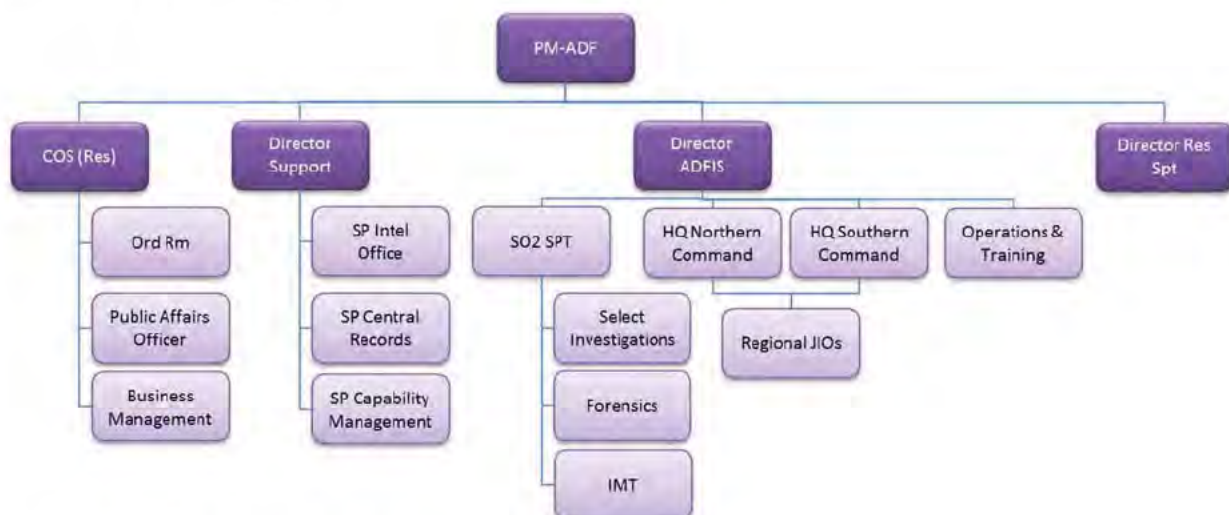 PM-ADF
COS (Res)
Director
Support
Director
ADFIS
Director Res
Spt
Ord Rm
Public Affairs
Officer
Business
Management
SP Intel
Office
SP Central
Records
SP Capability
Management
SO2 SPT
HQ Northern
Command
HQ Southern
Command
Operations &
Training
Select
Investigations
Forensics
IMT
Regional JIOs